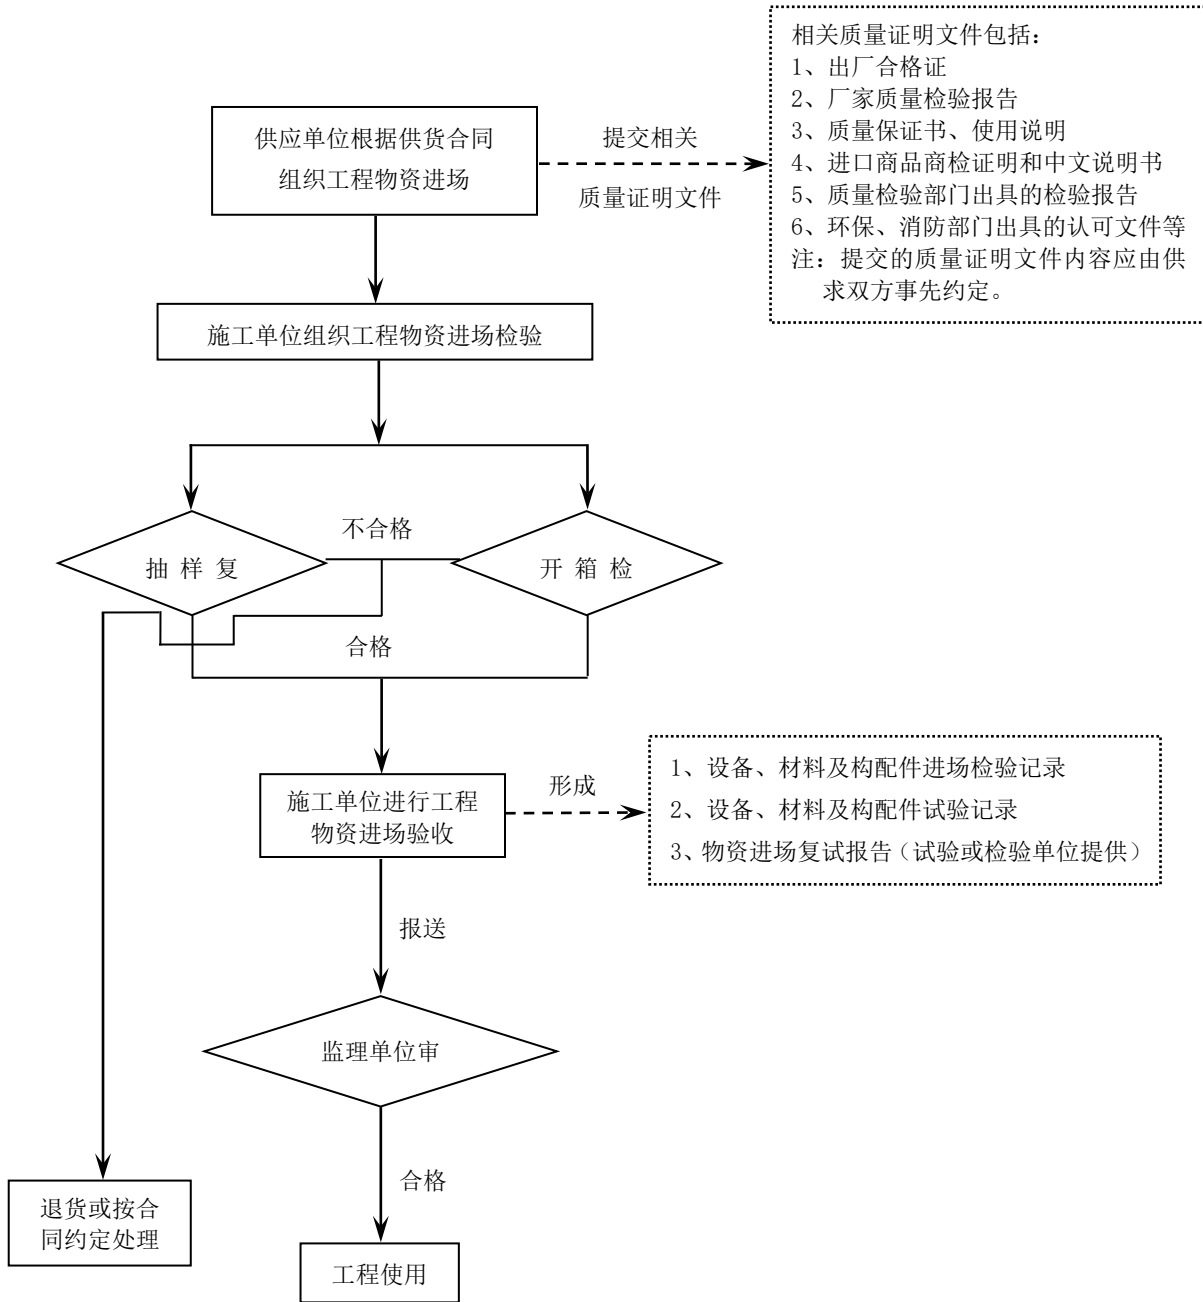 相关质量证明文件包括：
1、出厂合格证
2、厂家质量检验报告
3、质量保证书、使用说明
4、进口商品商检证明和中文说明书
5、质量检验部门出具的检验报告
6、环保、消防部门出具的认可文件等
注：提交的质量证明文件内容应由供
求双方事先约定。
供应单位根据供货合同
组织工程物资进场
提交相关
质量证明文件
施工单位组织工程物资进场检验
不合格
抽 样 复
开 箱 检
合格
施工单位进行工程
物资进场验收
形成
1、设备、材料及构配件进场检验记录
2、设备、材料及构配件试验记录
3、物资进场复试报告（试验或检验单位提供）
报送
监理单位审
合格
退货或按合
同约定处理
工程使用